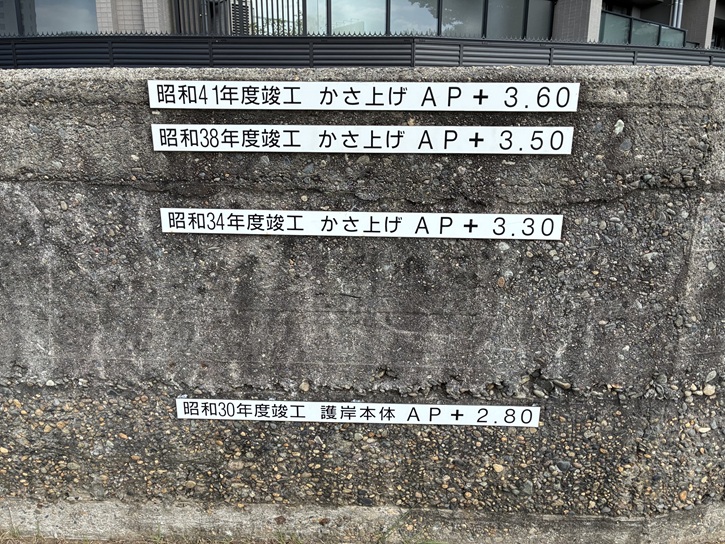 昭和41年度竣工 かさ上げ AP+3.60
昭和38年度竣工 かさ上げ AP+3.50
昭和34年度竣工 かさ上げ AP+3.30
昭和30年度竣工 護岸本体 AP+2.80